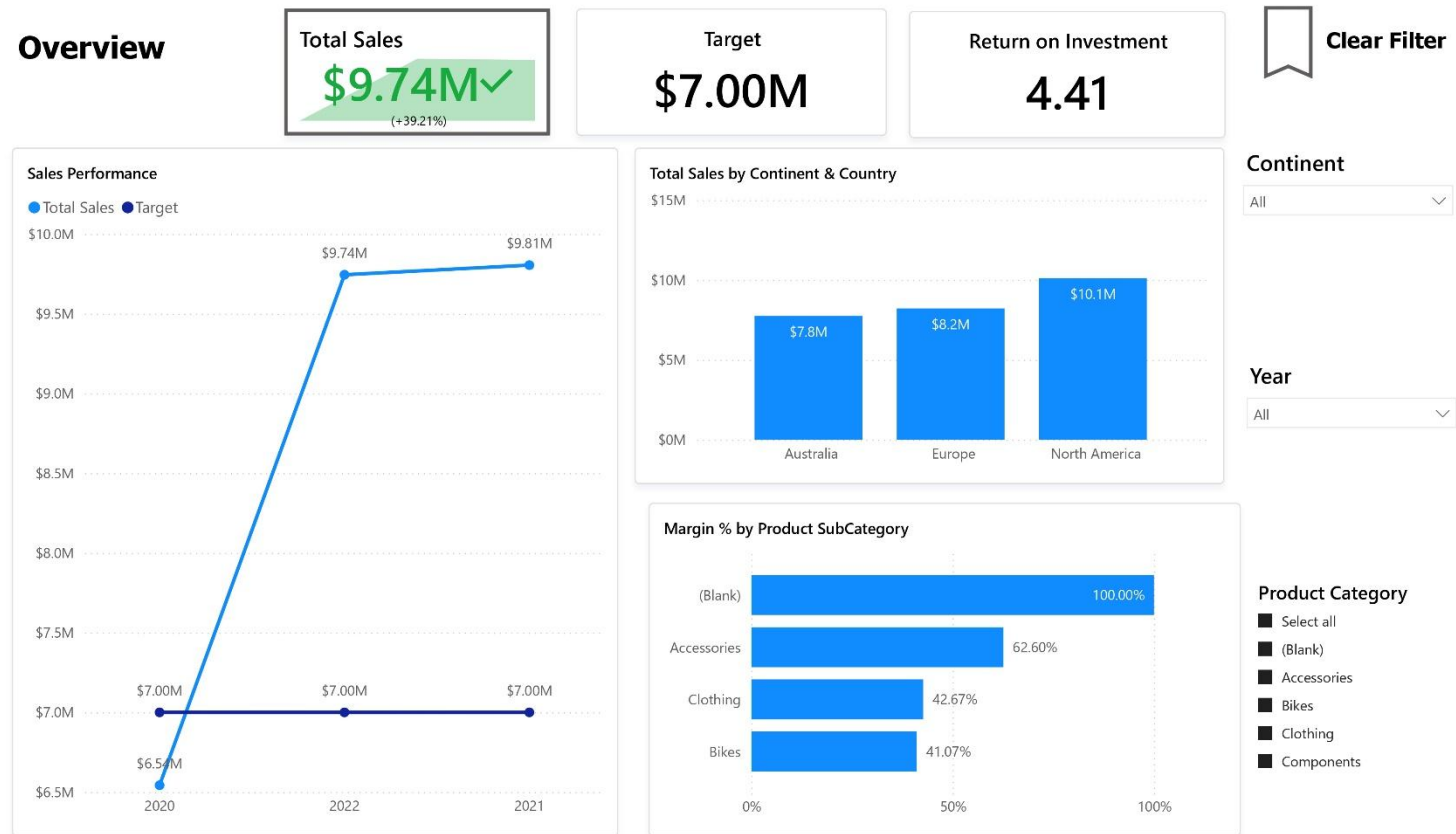 Overview
Total Sales
$9.74M
(+39.21%)
Target
$7.00M
Return on Investment
4.41
Clear Filter
Sales Performance
Total Sales Target
$10.0M
$9.5M
$9.0M
$8.5M
$8.0M
$7.5M
$7.0M
$6.5M
$9.74M
$9.81M
$7.00M
$7.00M
$7.00M
$6.54M
2020
2022
2021
Total Sales by Continent & Country
$15M
$10M
$5M
$0M
$7.8M
$8.2M
$10.1M
Australia
Europe
North America
Margin % by Product SubCategory
(Blank)
100.00%
Accessories
62.60%
Clothing
42.67%
Bikes
41.07%
0%
50%
100%
Continent
All
Year
All
Product Category
Select all
(Blank)
Accessories
Bikes
Clothing
Components